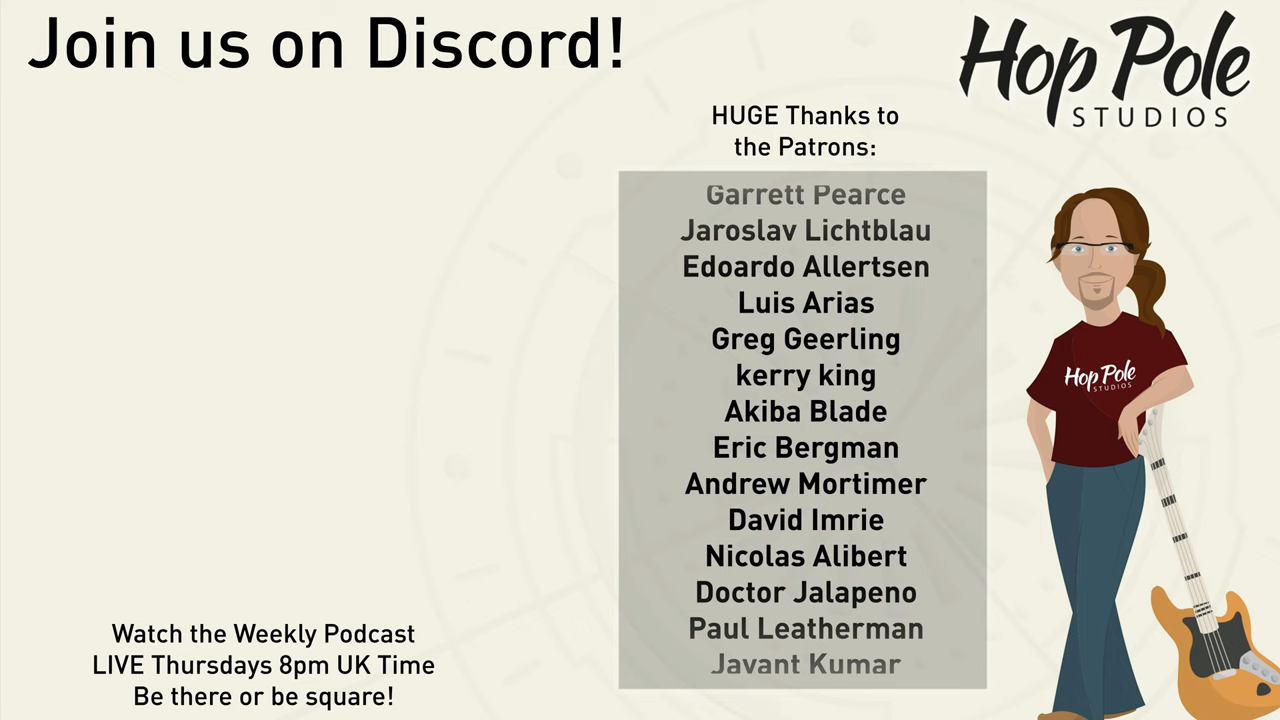 Join us on Discord!
Hop Pole
STUDIOS
HUGE Thanks to
the Patrons:
Garrett Pearce
Jaroslav Lichtblau
Edoardo Allertsen
Luis Arias
Greg Geerling
kerry king
Akiba Blade
Eric Bergman
Andrew Mortimer
David Imrie
Nicolas Alibert
Doctor Jalapeno
Paul Leatherman
Javant Kumar
Hop Pole
STUDIOS
Watch the Weekly Podcast
LIVE Thursdays 8pm UK Time
Be there or be square!